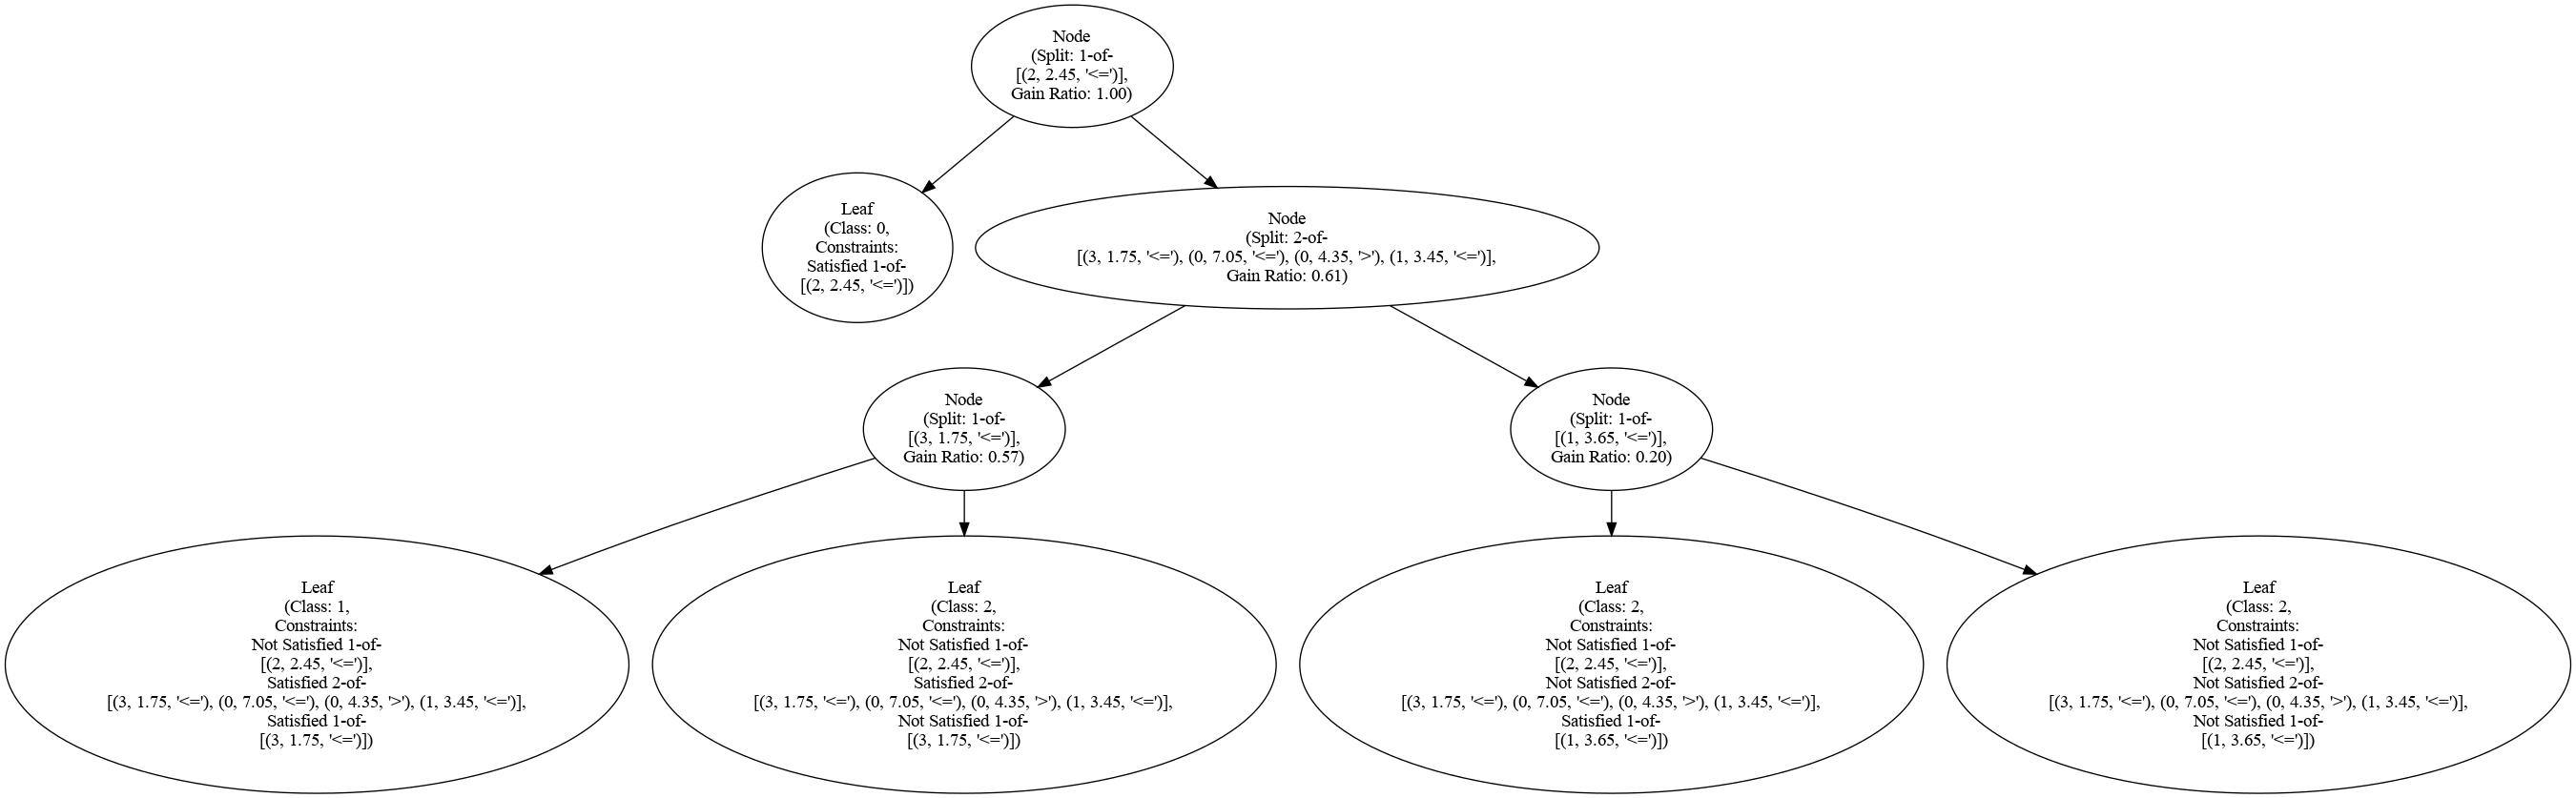 Node
(Split: 1-of-
[(2, 2.45, '<=')],
Gain Ratio: 1.00)
Leaf
(Class: 0,
Constraints:
Satisfied 1-of-
[(2, 2.45, '<=')])
Node
(Split: 2-of-
[(3, 1.75, '<='), (0, 7.05, '<='), (0, 4.35, '>'), (1, 3.45, '<=')],
Gain Ratio: 0.61)
Node
(Split: 1-of-
[(3, 1.75, '<=')],
Gain Ratio: 0.57)
Node
(Split: 1-of-
[(1, 3.65, '<=')],
Gain Ratio: 0.20)
Leaf
(Class: 1,
Constraints:
Not Satisfied 1-of-
[(2, 2.45, '<=')],
Satisfied 2-of-
[(3, 1.75, '<='), (0, 7.05, '<='), (0, 4.35, '>'), (1, 3.45, '<=')],
Satisfied 1-of-
[(3, 1.75, '<=')])
Leaf
(Class: 2,
Constraints:
Not Satisfied 1-of-
[(2, 2.45, '<=')],
Satisfied 2-of-
[(3, 1.75, '<='), (0, 7.05, '<='), (0, 4.35, '>'), (1, 3.45, '<=')],
Not Satisfied 1-of-
[(3, 1.75, '<=')])
Leaf
(Class: 2,
Constraints:
Not Satisfied 1-of-
[(2, 2.45, '<=')],
Not Satisfied 2-of-
[(3, 1.75, '<='), (0, 7.05, '<='), (0, 4.35, '>'), (1, 3.45, '<=')],
Satisfied 1-of-
[(1, 3.65, '<=')])
Leaf
(Class: 2,
Constraints:
Not Satisfied 1-of-
[(2, 2.45, '<=')],
Not Satisfied 2-of-
[(3, 1.75, '<='), (0, 7.05, '<='), (0, 4.35, '>'), (1, 3.45, '<=')],
Not Satisfied 1-of-
[(1, 3.65, '<=')])